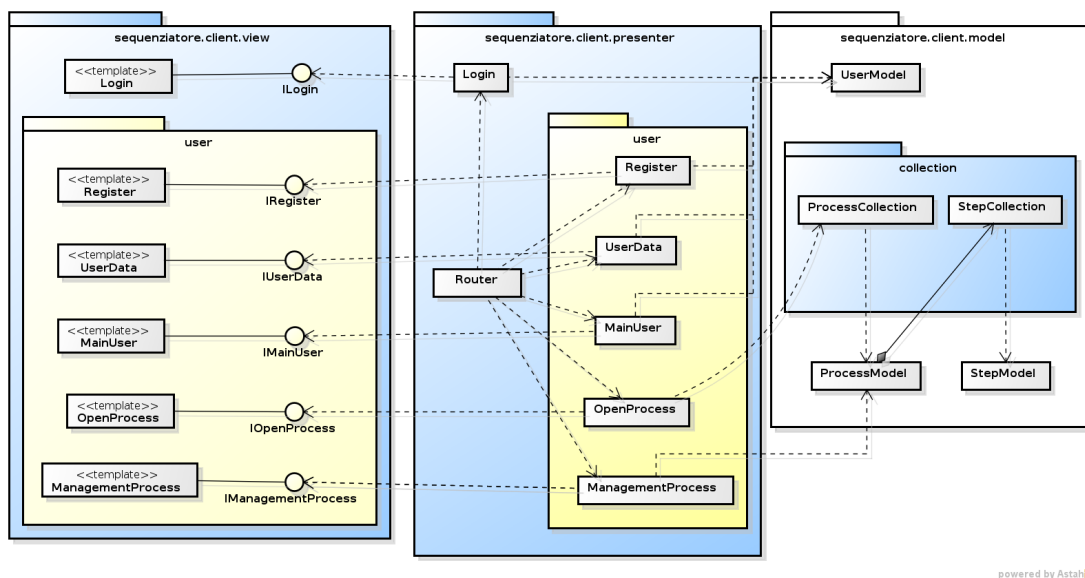 sequenziatore.client.view
<<template>>
Login
ILogin
user
<<template>>
Register
IRegister
<<template>>
UserData
IUserData
<<template>>
MainUser
IMainUser
<<template>>
OpenProcess
IOpenProcess
<<template>>
ManagementProcess
IManagementProcess
sequenziatore.client.presenter
Login
Router
user
Register
UserData
MainUser
OpenProcess
ManagementProcess
sequenziatore.client.model
UserModel
collection
ProcessCollection
StepCollection
ProcessModel
StepModel
powered by Astah